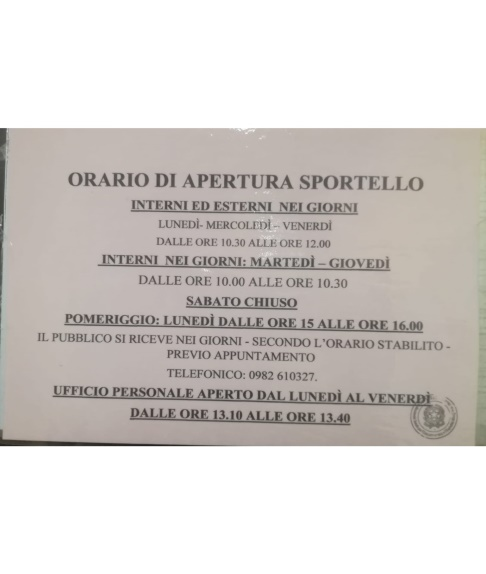 ORARIO DI APERTURA SPORTELLO
INTERNI ED ESTERNI NEI GIORNI
LUNEDÌ- MERCOLEDÌ – VENERDÌ
DALLE ORE 10.30 ALLE ORE 12.00
INTERNI NEI GIORNI: MARTEDÌ – GIOVEDÌ
DALLE ORE 10.00 ALLE ORE 10.30
SABATO CHIUSO
POMERIGGIO: LUNEDÌ DALLE ORE 15 ALLE ORE 16.00
IL PUBBLICO SI RICEVE NEI GIORNI - SECONDO L'ORARIO STABILITO -
PREVIO APPUNTAMENTO
TELEFONICO: 0982 610327.
UFFICIO PERSONALE APERTO DAL LUNEDÌ AL VENERDÌ
DALLE ORE 13.10 ALLE ORE 13.40